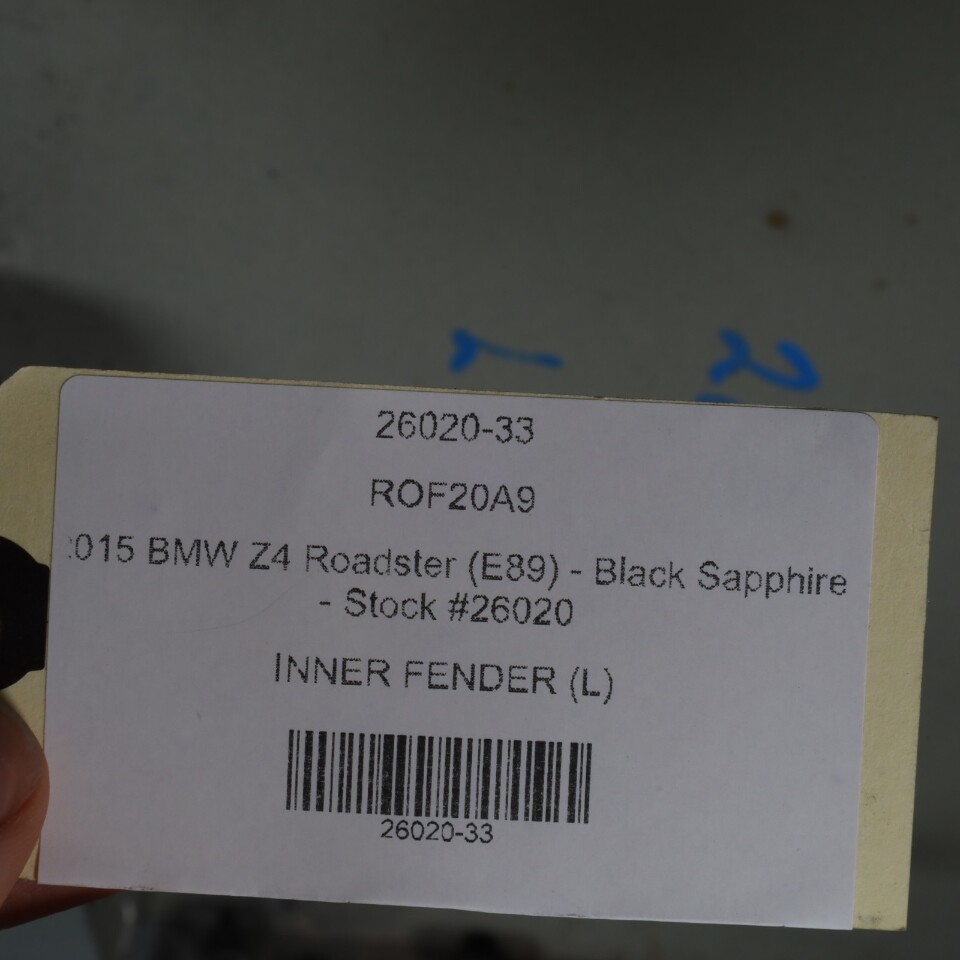 26020-33
ROF20A9
:015 BMW Z4 Roadster (E89) - Black Sapphire
- Stock #26020
INNER FENDER (L)
26020-33